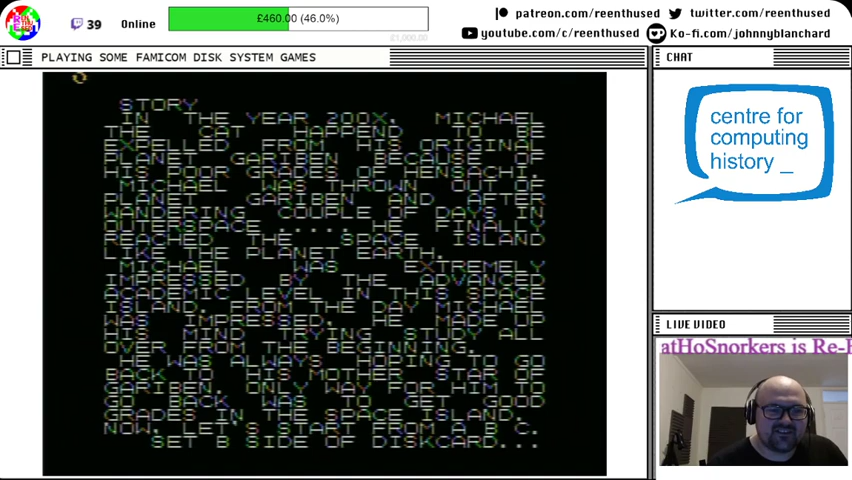 39
Online
£460.00 (46.0%)
£1,000.00
patreon.com/reenthused
twitter.com/reenthused
youtube.com/c/reenthused
Ko-fi.com/johnnyblanchard
PLAYING SOME FAMICOM DISK SYSTEM GAMES
CHAT
STORY
IN THE YEAR 200X. MICHAEL
THE CAT HAPPEND TO BE
EXPELLED FROM HIS ORIGINAL
PLANET GARIBEN BECAUSE OF
HIS POOR GRADES OF HENSACHI.
MICHAEL WAS THROWN OUT OF
PLANET GARIBEN AND AFTER
WANDERING COUPLE OF DAYS IN
OUTERSPACE ..... HE FINALLY
REACHED THE SPACE ISLAND
LIKE THE PLANET EARTH.
MICHAEL WAS EXTREMELY
IMPRESSED BY THE ADVANCED
ACADEMIC LEVEL IN THIS SPACE
ISLAND. FROM THE DAY MICHAEL
WAS IMPRESSED. HE MADE UP
HIS MIND TRYING STUDY ALL
OVER FROM THE BEGINNING.
HE WAS ALWAYS HOPING TO GO
BACK TO HIS MOTHER STAR OF
GARIBEN. ONLY WAY FOR HIM TO
GO BACK WAS TO GET GOOD
GRADES IN THE SPACE ISLAND.
NOW, LET'S START FROM A B C.
SET B SIDE OF DISKCARD...
centre for
computing
history _
LIVE VIDEO
atHoSnorkers is Re-